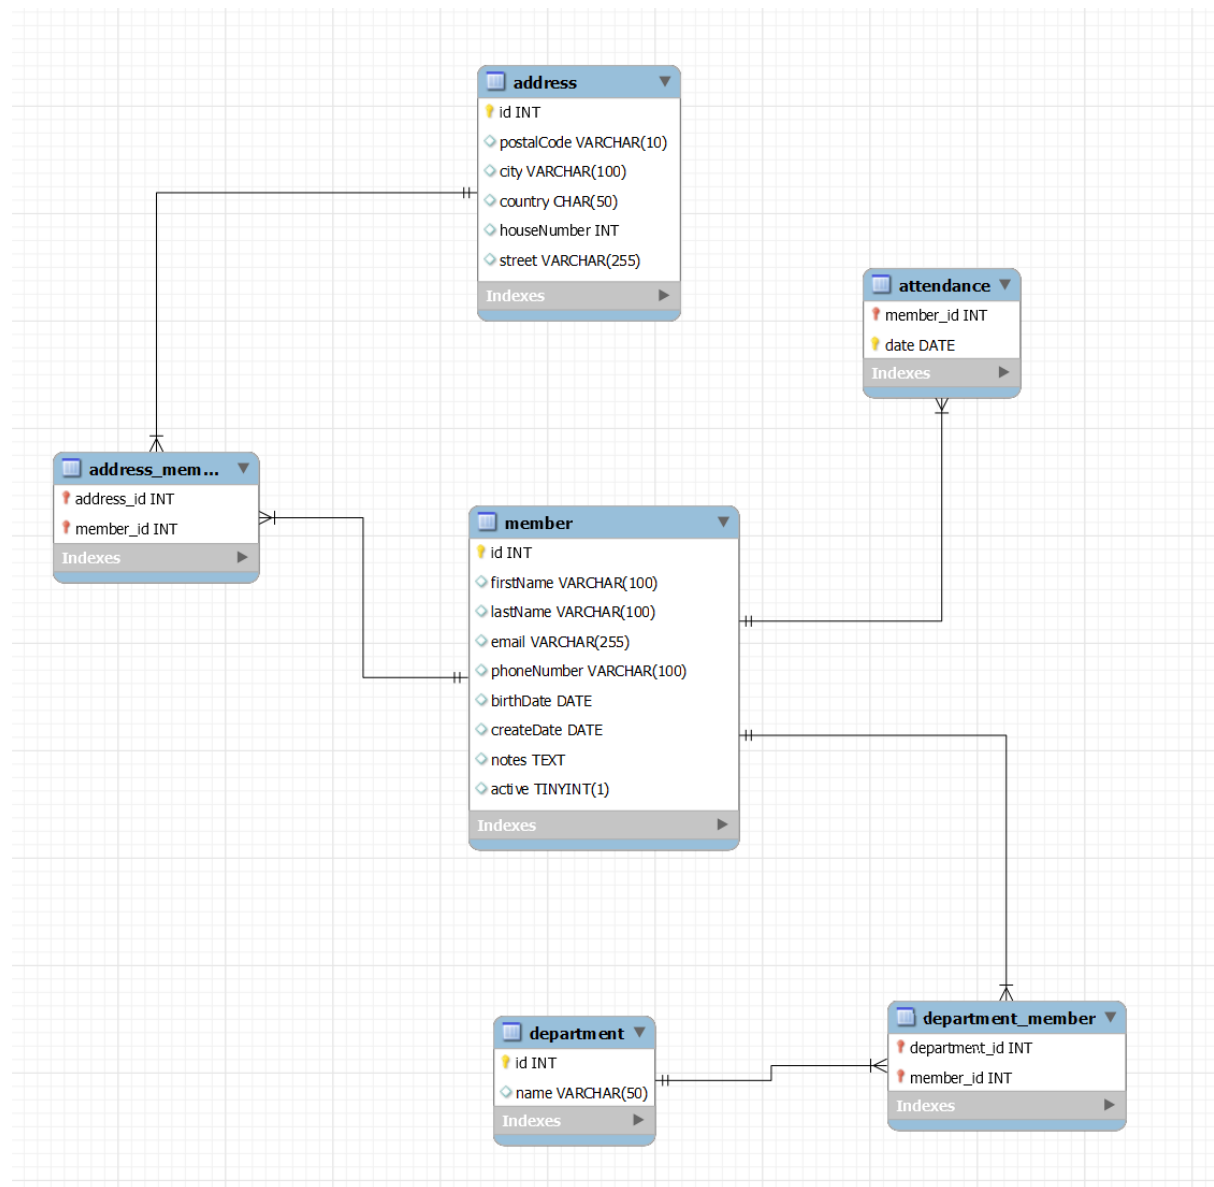 address
id INT
postalCode VARCHAR(10)
city VARCHAR(100)
country CHAR(50)
houseNumber INT
street VARCHAR(255)
Indexes
attendance
member_id INT
date DATE
Indexes
address_mem...
address_id INT
member_id INT
Indexes
member
id INT
firstName VARCHAR(100)
lastName VARCHAR(100)
email VARCHAR(255)
phoneNumber VARCHAR(100)
birthDate DATE
createDate DATE
notes TEXT
active TINYINT(1)
Indexes
department
id INT
name VARCHAR(50)
Indexes
department_member
department_id INT
member_id INT
Indexes